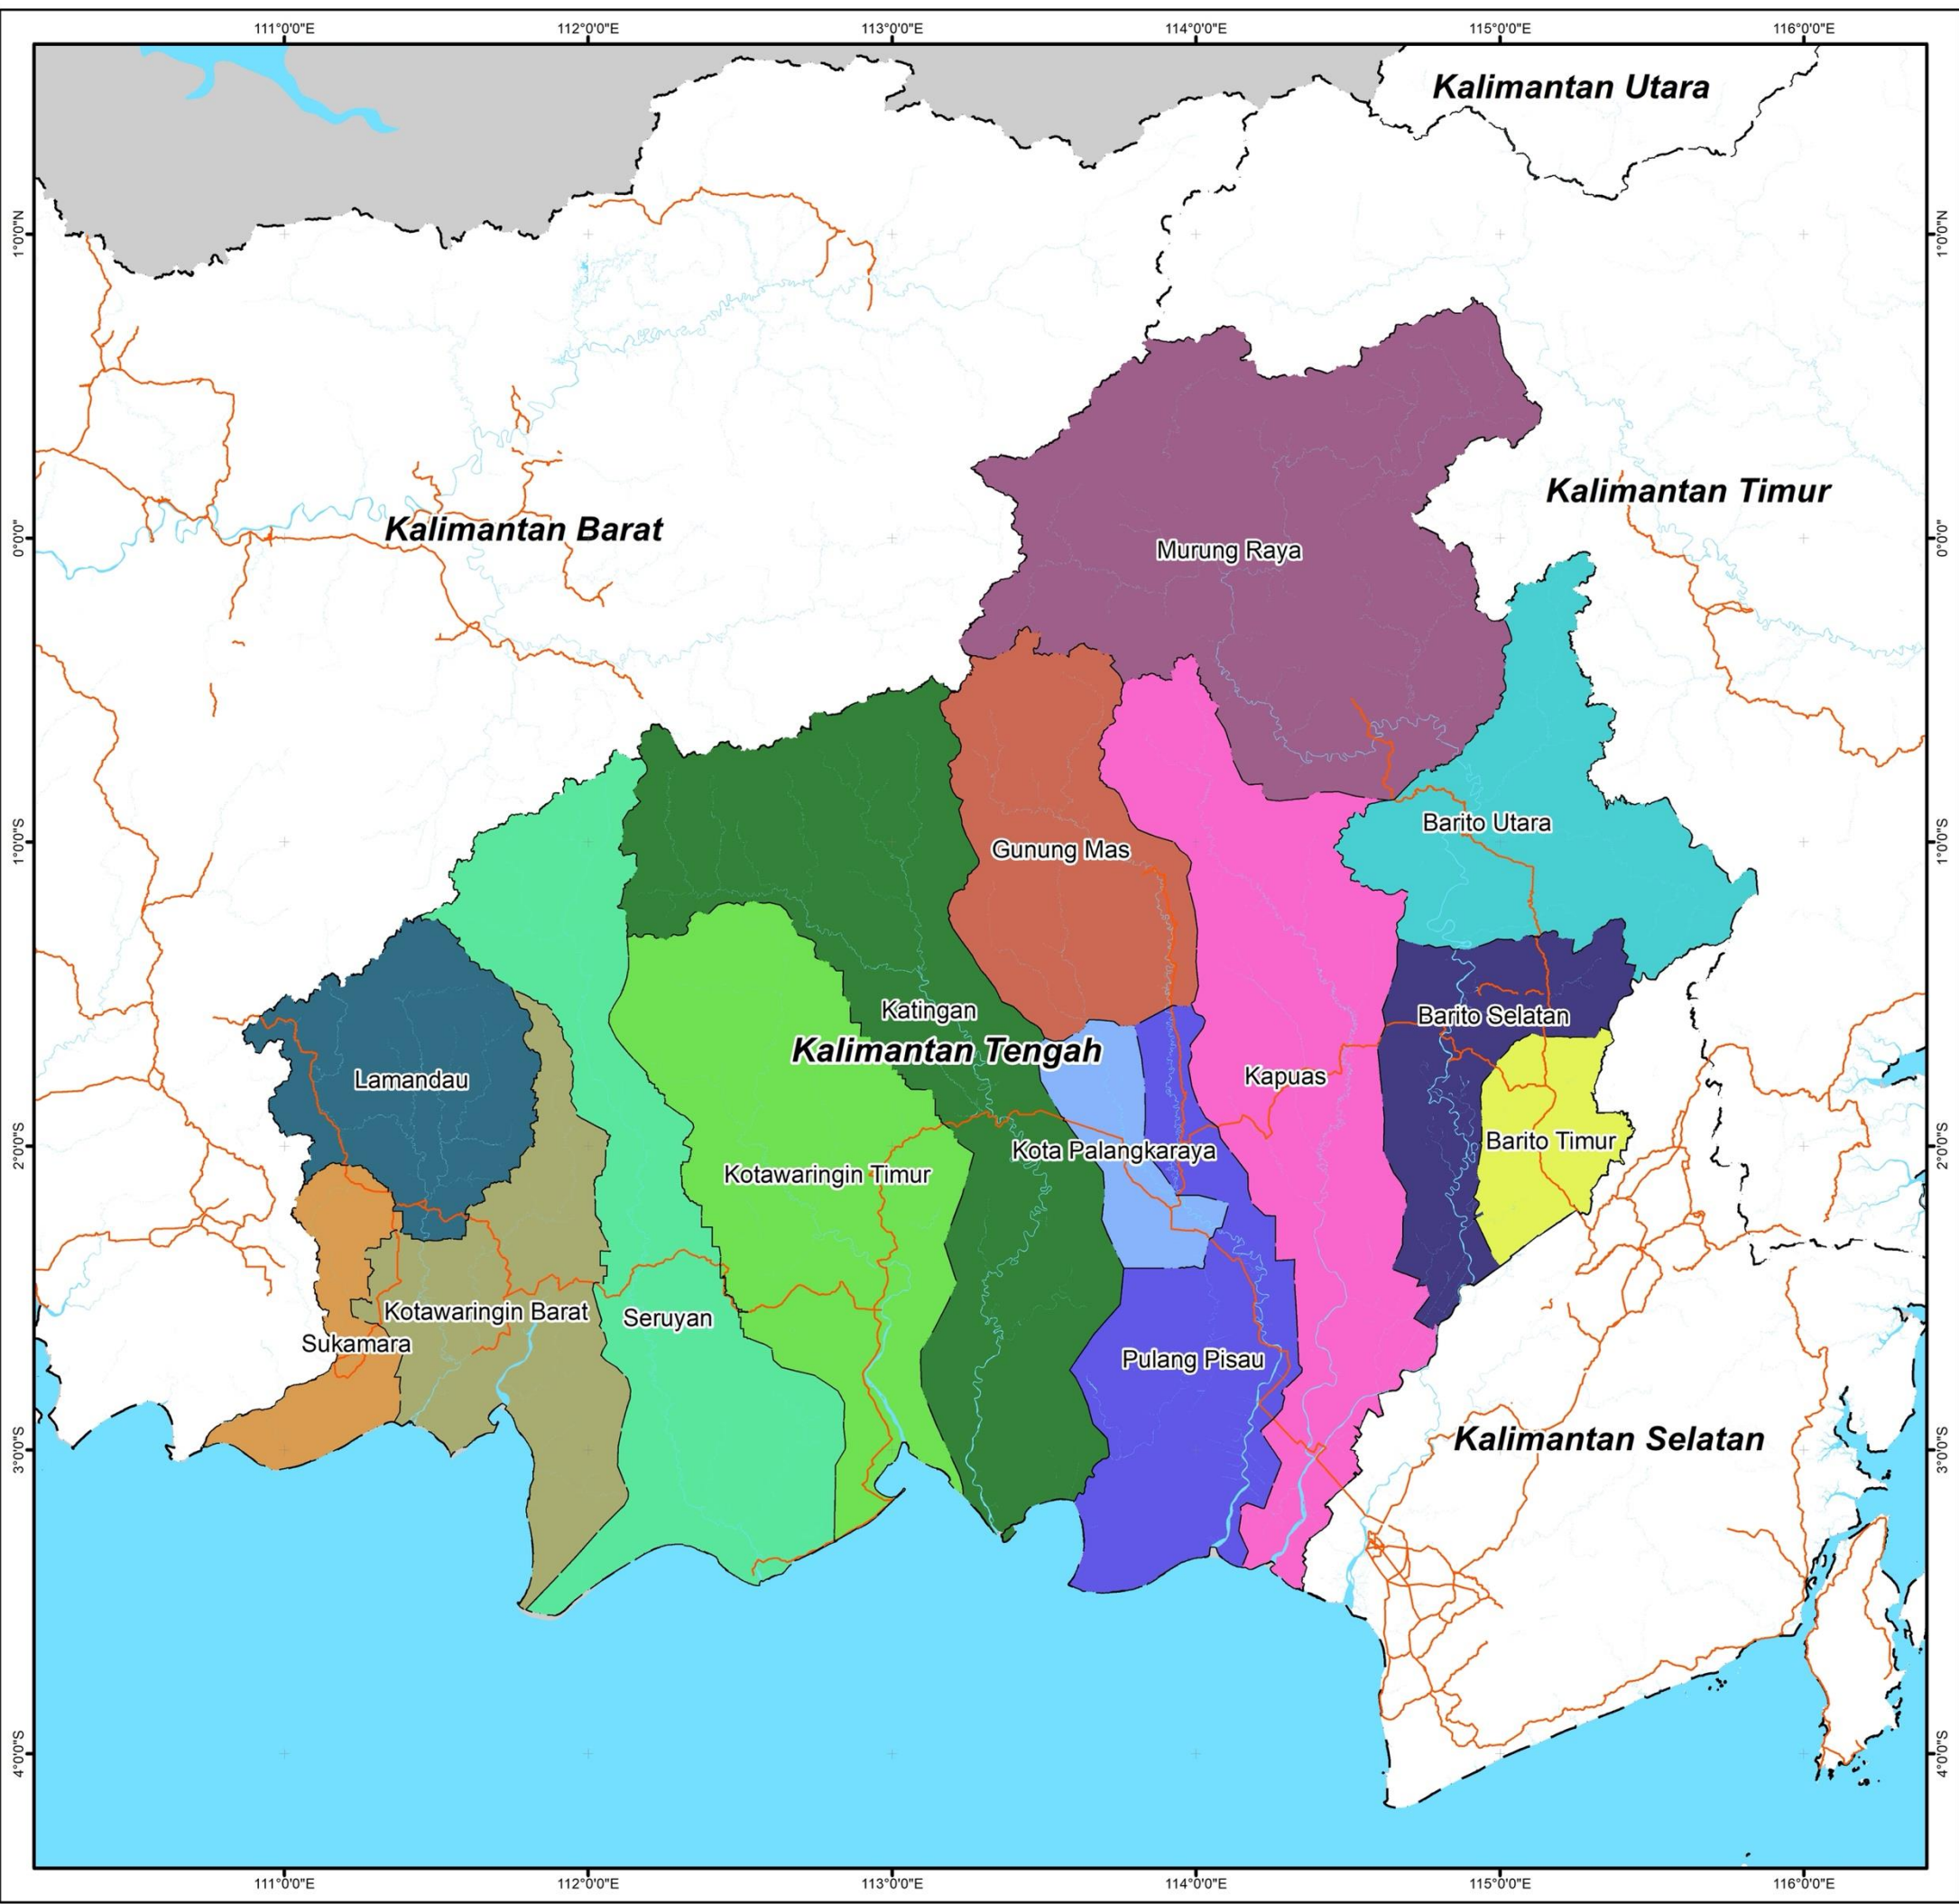 111°0'0"E
112°0'0"E
113°0'0"E
114°0'0"E
115°0'0"E
116°0'0"E
Kalimantan Utara
1°0'0"N
1°0'0"N
Kalimantan Timur
Kalimantan Barat
0°0'0"
0°0'0"
Murung Raya
Barito Utara
1°0'0"S
1°0'0"S
Gunung Mas
Katingan
Barito Selatan
Kalimantan Tengah
Kapuas
Lamandau
Barito Timur
2°0'0"S
2°0'0"S
Kota Palangkaraya
Kotawaringin Timur
Kotawaringin Barat
Seruyan
Sukamara
Pulang Pisau
Kalimantan Selatan
3°0'0"S
3°0'0"S
4°0'0"S
4°0'0"S
111°0'0"E
112°0'0"E
113°0'0"E
114°0'0"E
115°0'0"E
116°0'0"E